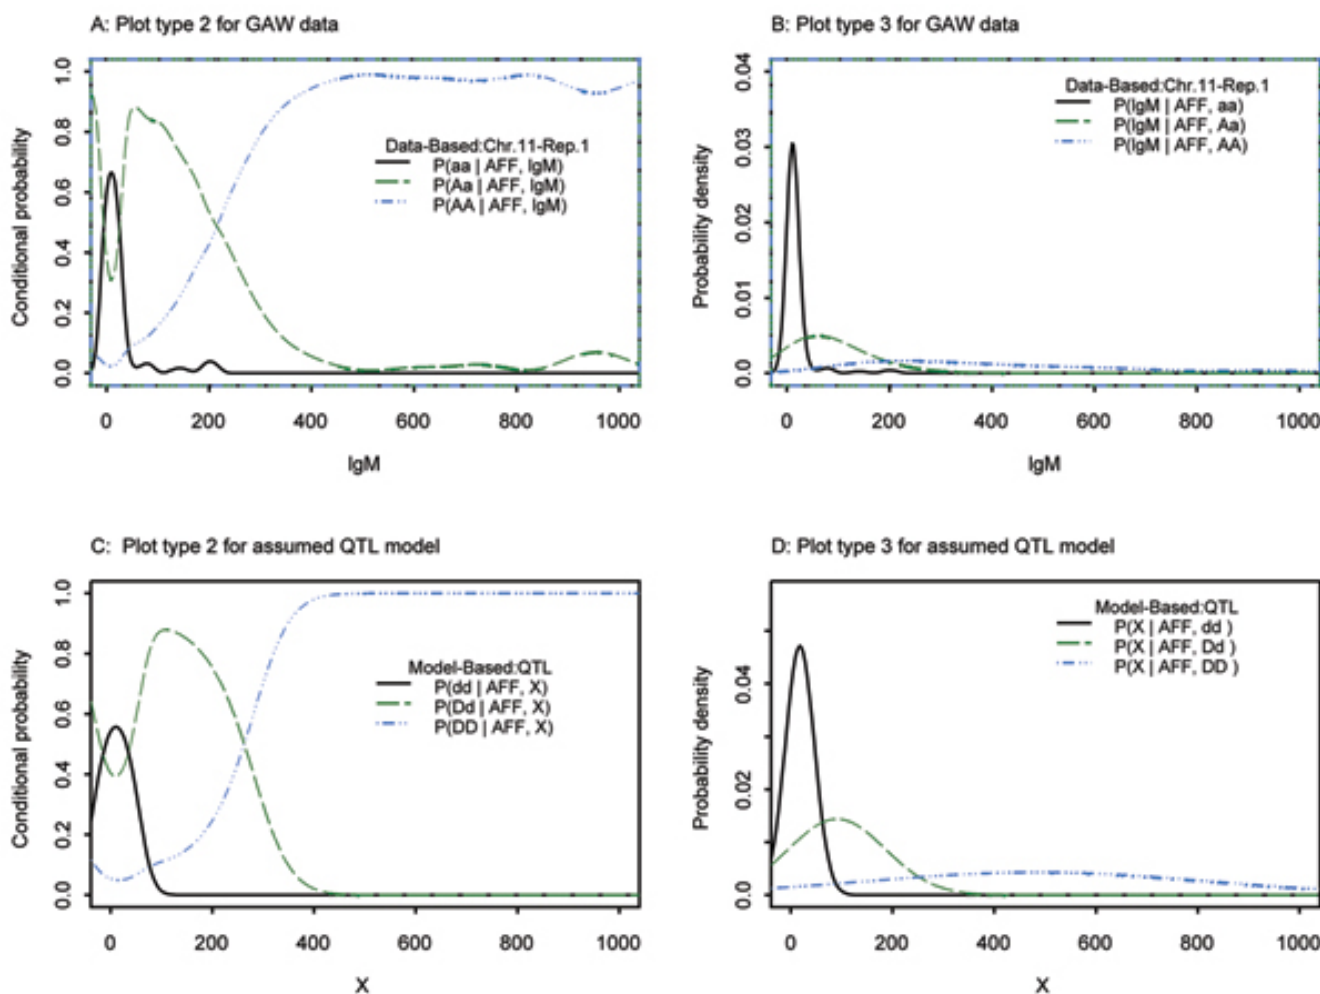 A: Plot type 2 for GAW data
Conditional probability
1.0
0.8
0.6
0.4
0.2
0.0
Data-Based:Chr.11-Rep.1
P(aa | AFF, IgM)
P(Aa | AFF, IgM)
P(AA | AFF, IgM)
0 200 400 600 800 1000
IgM
B: Plot type 3 for GAW data
Probability density
0.04
0.03
0.02
0.01
0.0
Data-Based:Chr.11-Rep.1
P(IgM | AFF, aa)
P(IgM | AFF, Aa)
P(IgM | AFF, AA)
0 200 400 600 800 1000
IgM
C: Plot type 2 for assumed QTL model
Conditional probability
1.0
0.8
0.6
0.4
0.2
0.0
Model-Based:QTL
P(dd | AFF, X)
P(Dd | AFF, X)
P(DD | AFF, X)
0 200 400 600 800 1000
X
D: Plot type 3 for assumed QTL model
Probability density
0.04
0.02
0.0
Model-Based:QTL
P(X | AFF, dd )
P(X | AFF, Dd )
P(X | AFF, DD )
0 200 400 600 800 1000
X